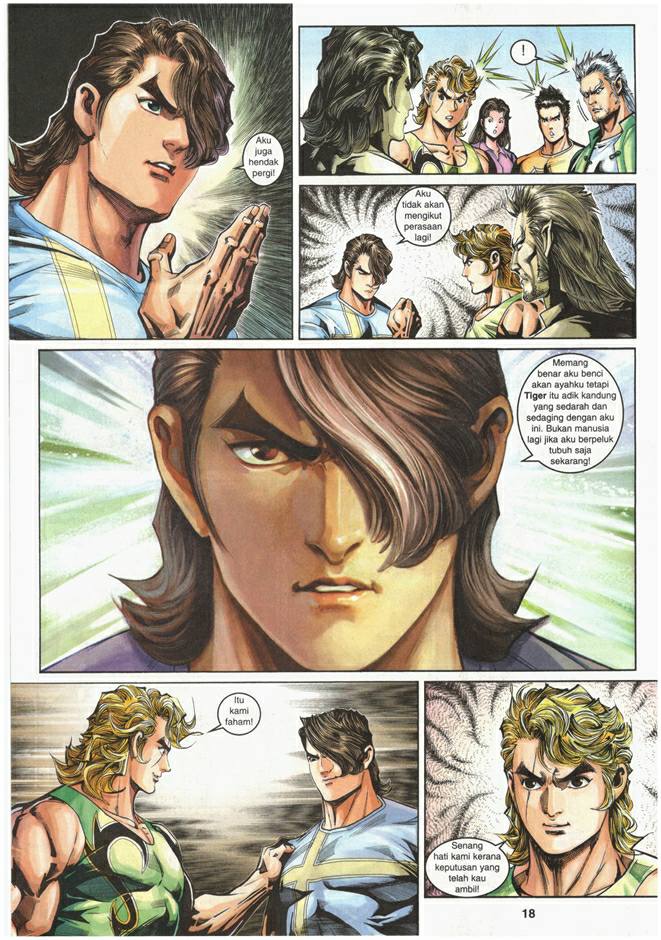 Aku
juga
hendak
pergi!
!
Aku
tidak akan
mengikut
perasaan
lagi!
Memang
benar aku benci
akan ayahku tetapi
Tiger itu adik kandung
yang sedarah dan
sedaging dengan aku
ini. Bukan manusia
lagi jika aku berpeluk
tubuh saja
sekarang!
Itu
kami
faham!
Senang
hati kami kerana
keputusan yang
telah kau
ambil!
18